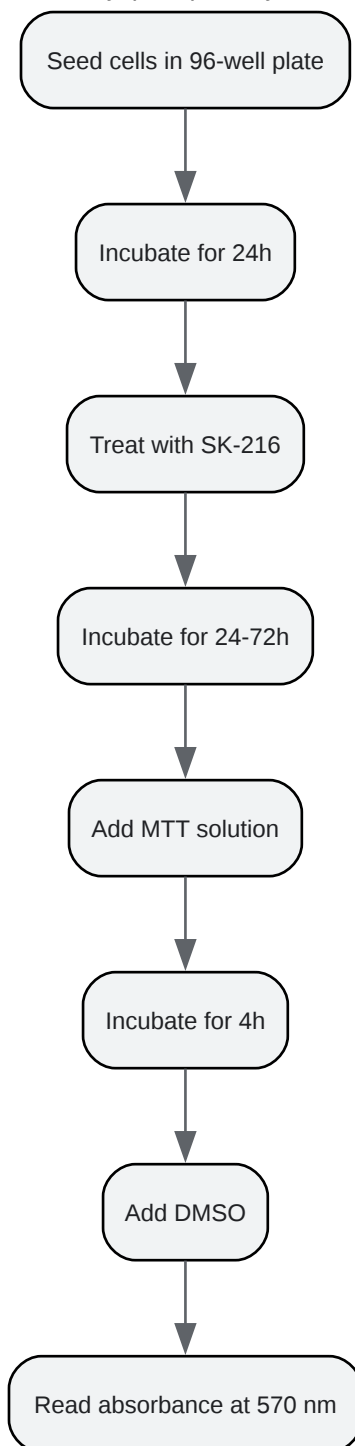 Seed cells in 96-well plate
Incubate for 24h
Treat with SK-216
Incubate for 24-72h
Add MTT solution
Incubate for 4h
Add DMSO
Read absorbance at 570 nm